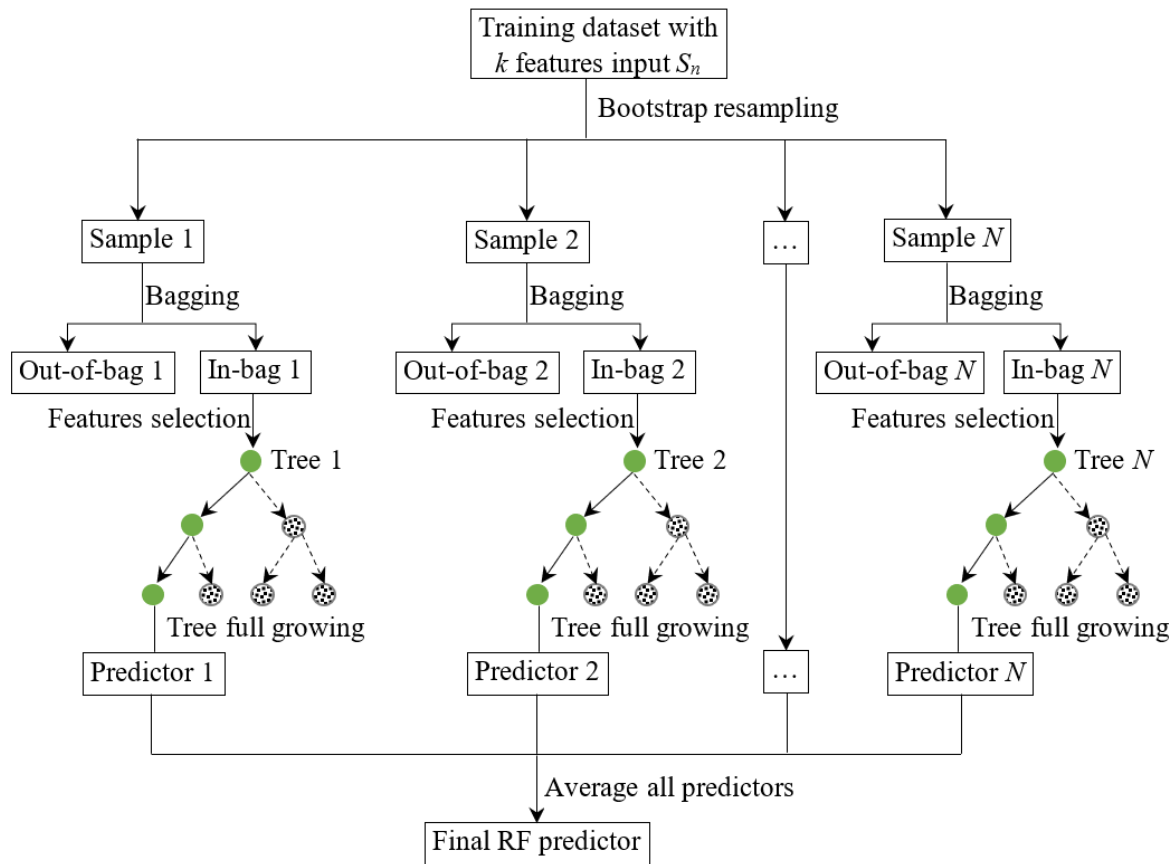 Training dataset with
k features input Sₙ
Bootstrap resampling
Sample 1
Sample 2
...
Sample N
Bagging
Bagging
Bagging
Out-of-bag 1
In-bag 1
Out-of-bag 2
In-bag 2
Out-of-bag N
In-bag N
Features selection
Features selection
Features selection
Tree 1
Tree 2
Tree N
Tree full growing
Tree full growing
Tree full growing
Predictor 1
Predictor 2
...
Predictor N
Average all predictors
Final RF predictor